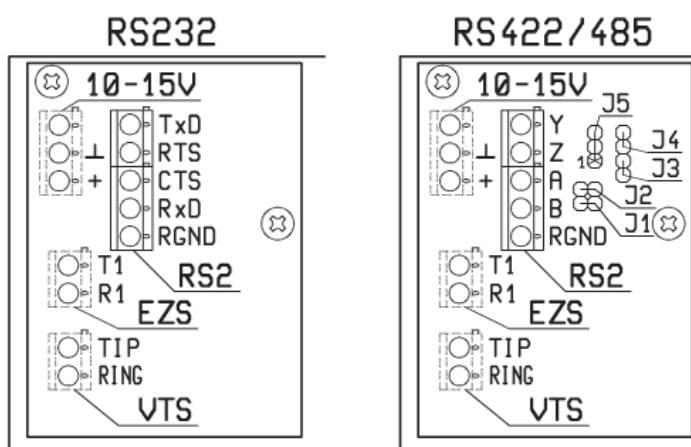 RS232
10-15V
TxD
⊥ RTS
+ CTS
RxD
RGND
RS2
T1
R1
EZS
TIP
RING
VTS
RS422/485
10-15V
J5
Y
J4
⊥ Z
1
J3
+ A
J2
B
J1
RGND
RS2
T1
R1
EZS
TIP
RING
VTS